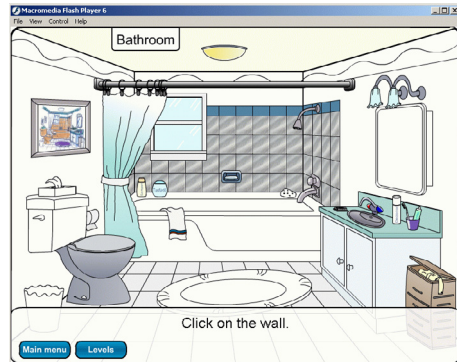 Macromedia Flash Player 6
File View Control Help
Bathroom
Click on the wall.
Main menu Levels